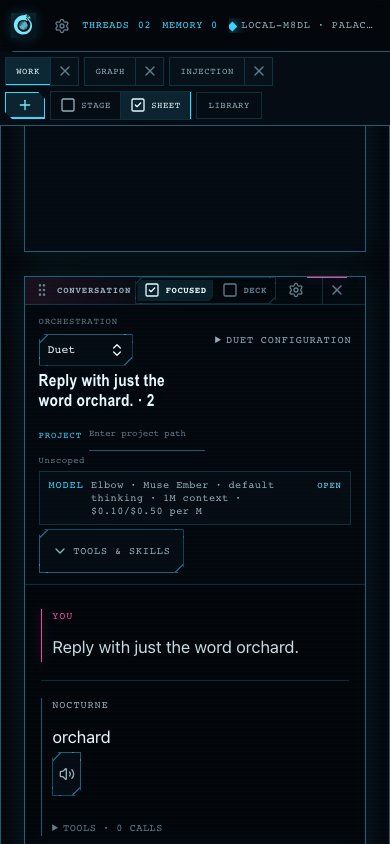 THREADS 02 MEMORY 0 LOCAL-M8DL · PALAC…
WORK GRAPH INJECTION
STAGE SHEET LIBRARY
CONVERSATION FOCUSED DECK
ORCHESTRATION
Duet DUET CONFIGURATION
Reply with just the
word orchard. · 2
PROJECT Enter project path
Unscoped
MODEL Elbow · Muse Ember · default OPEN
thinking · 1M context ·
$0.10/$0.50 per M
TOOLS & SKILLS
YOU
Reply with just the word orchard.
NOCTURNE
orchard
TOOLS · 0 CALLS